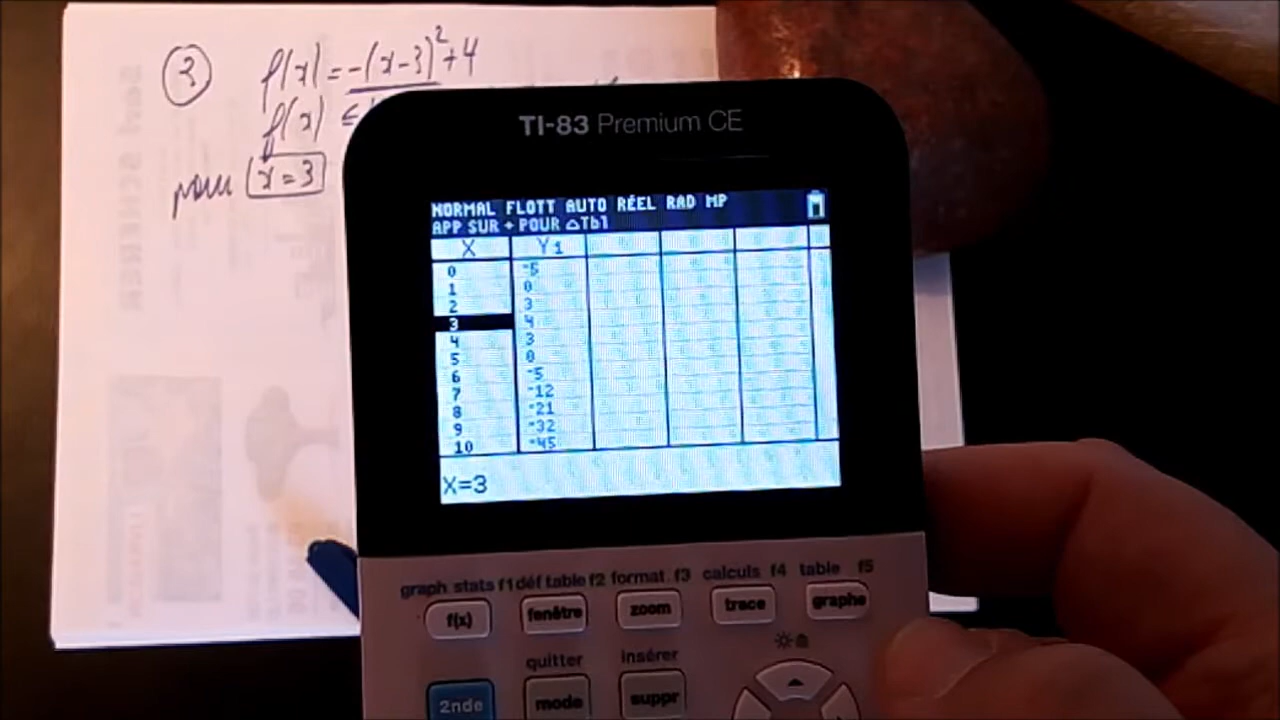 3 f(x) = -(x-3)²+4
f(x) ≤
pour x = 3
TI-83 Premium CE
NORMAL FLOTT AUTO RÉEL RAD MP
APP SUR + POUR △Tbl
X Y1
0 -5
1 0
2 3
3 4
4 3
5 0
6 -5
7 -12
8 -21
9 -32
10 -45
X=3
graph stats f1 déf table f2 format f3 calculs f4 table f5
f(x) fenêtre zoom trace graphe
quitter insérer
2nde mode suppr